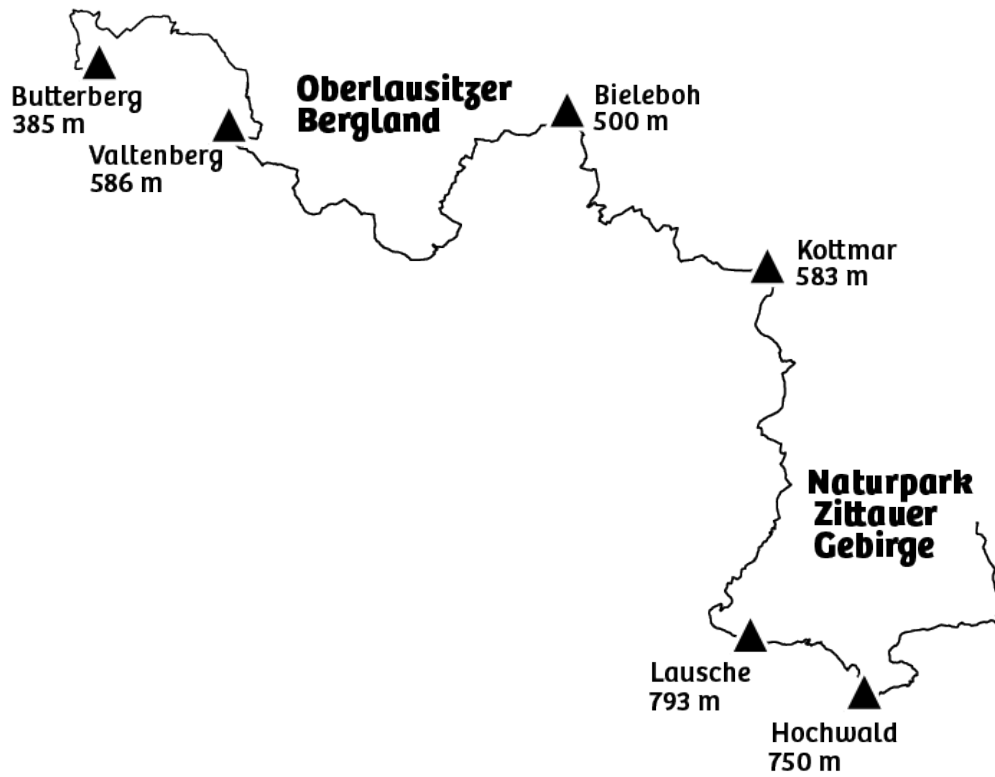 Butterberg
385 m
Valtenberg
586 m
Oberlausitzer
Bergland
Bieleboh
500 m
Kottmar
583 m
Naturpark
Zittauer
Gebirge
Lausche
793 m
Hochwald
750 m